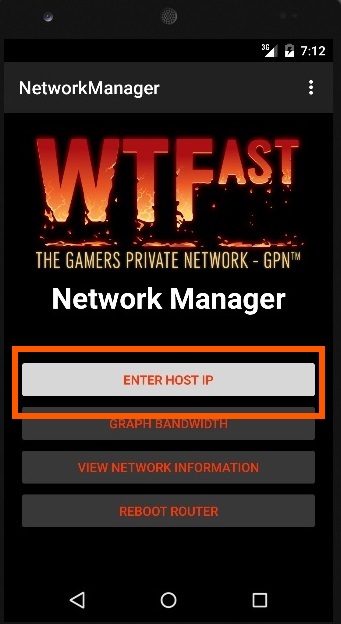 3G 7:12
NetworkManager
WTFAST
THE GAMERS PRIVATE NETWORK - GPN™
Network Manager
ENTER HOST IP
GRAPH BANDWIDTH
VIEW NETWORK INFORMATION
REBOOT ROUTER